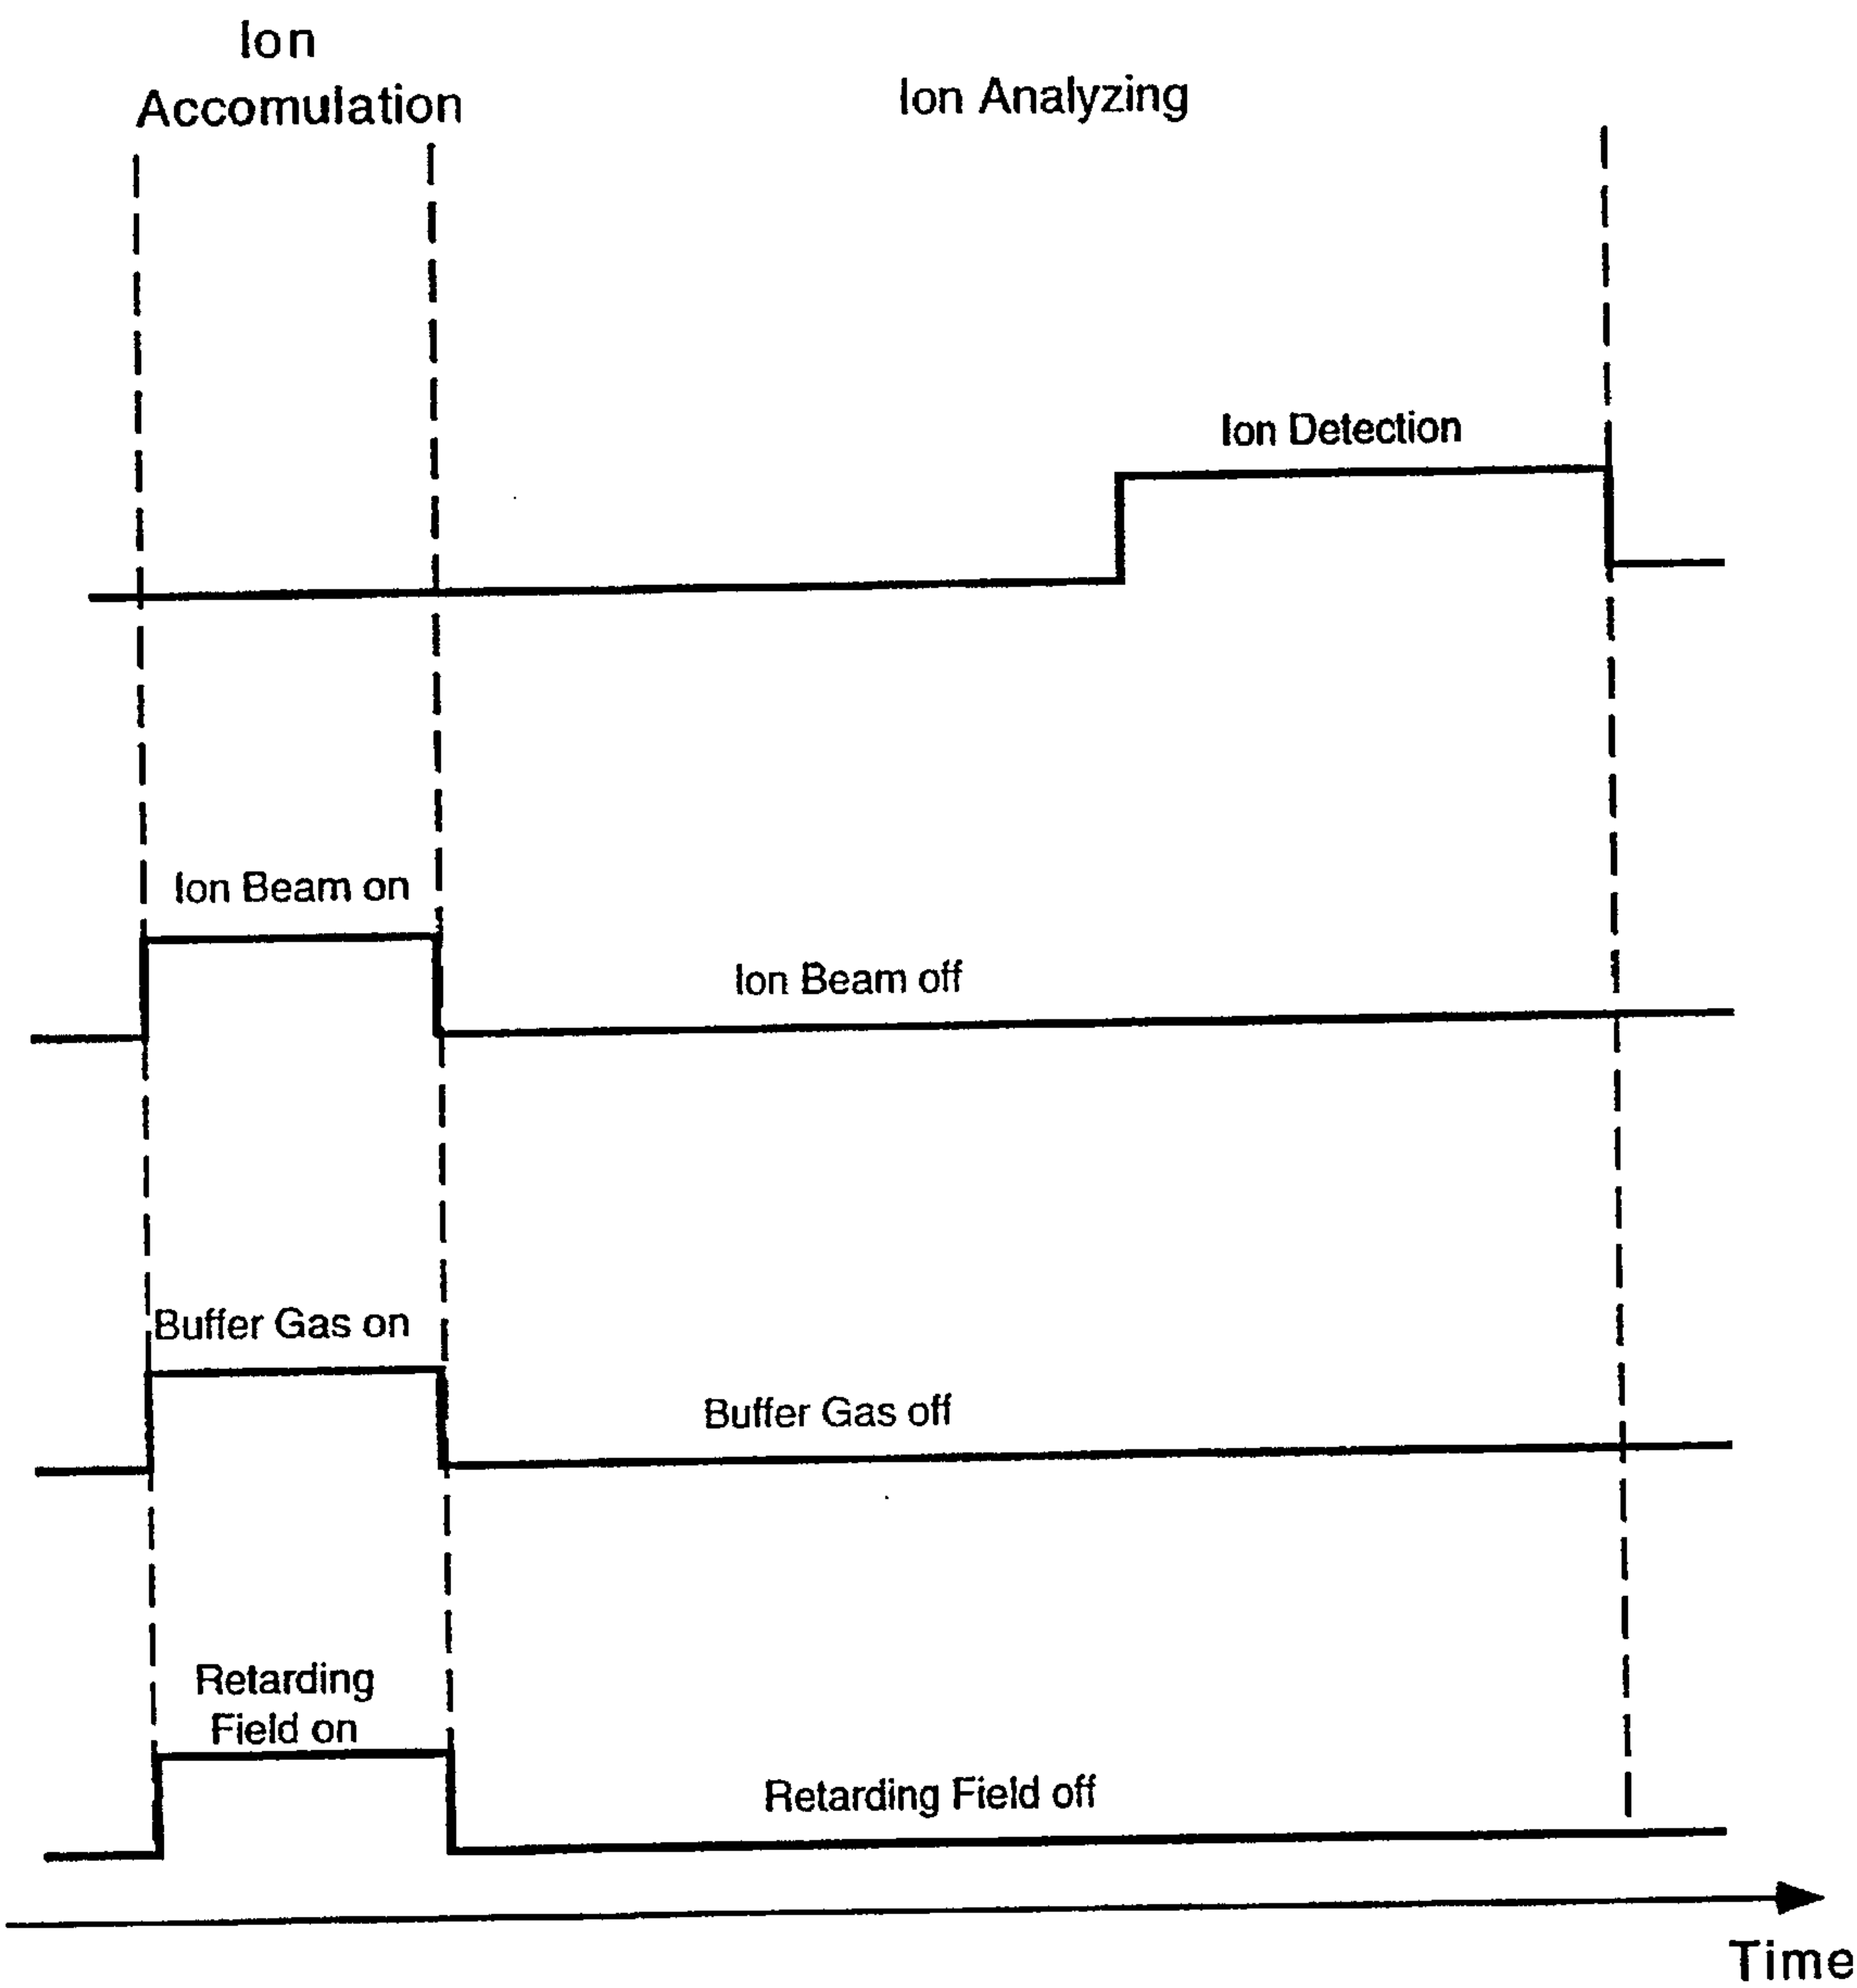 Ion
Accomulation
Ion Analyzing
Ion Detection
Ion Beam on
Ion Beam off
Buffer Gas on
Buffer Gas off
Retarding
Field on
Retarding Field off
Time